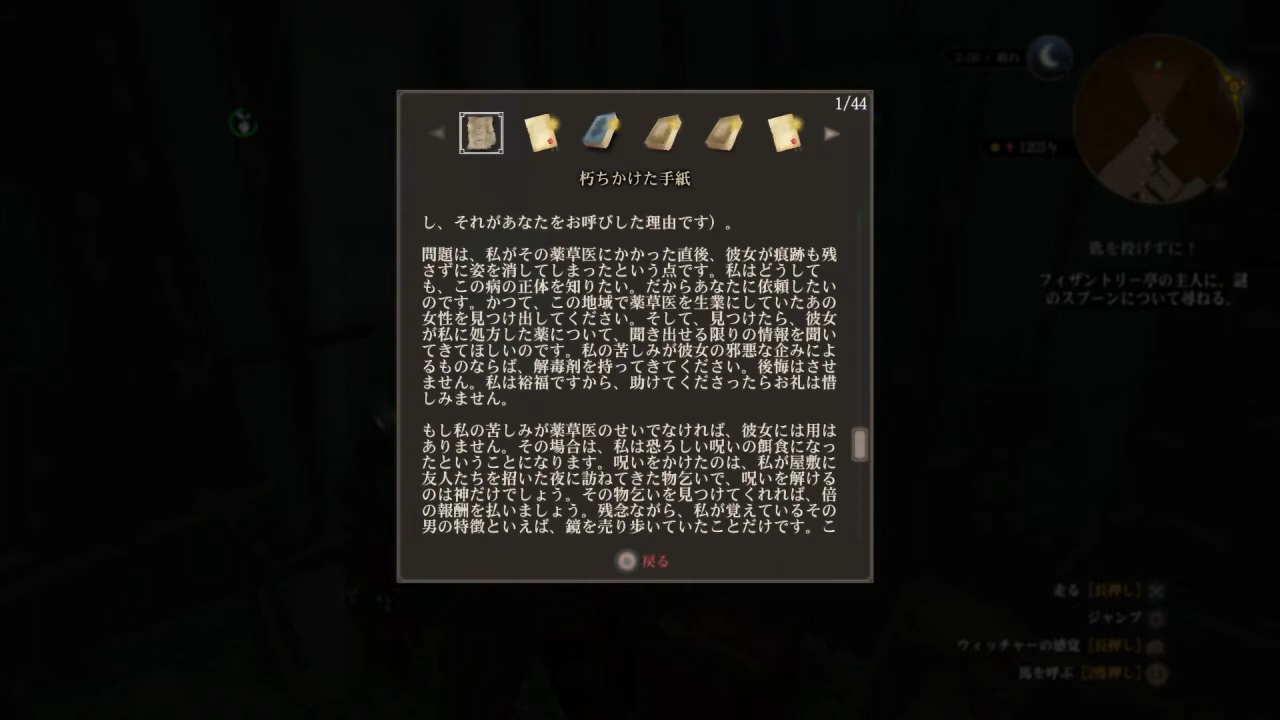 1/44
朽ちかけた手紙
し、それがあなたをお呼びした理由です）。
問題は、私がその薬草医にかかった直後、彼女が痕跡も残
さずに姿を消してしまったという点です。私はどうして
も、この病の正体を知りたい。だからあなたに依頼したい
のです。かつて、この地域で薬草医を生業にしていたあの
女性を見つけ出してください。そして、見つけたら、彼女
が私に処方した薬について、聞き出せる限りの情報を聞い
てきてほしいのです。私の苦しみが彼女の邪悪な企みによ
るものならば、解毒剤を持ってきてください。後悔はさせ
ません。私は裕福ですから、助けてくださったらお礼は惜
しみません。
もし私の苦しみが薬草医のせいでなければ、彼女には用は
ありません。その場合は、私は恐ろしい呪いの餌食になっ
たということになります。呪いをかけたのは、私が屋敷に
友人たちを招いた夜に訪ねてきた物乞いで、呪いを解ける
のは神だけでしょう。その物乞いを見つけてくれれば、倍
の報酬を払いましょう。残念ながら、私が覚えているその
男の特徴といえば、鏡を売り歩いていたことだけです。こ
戻る
匙を投げずに！
フィザントリー亭の主人に、謎
のスプーンについて尋ねる。
走る [長押し]
ジャンプ
ウィッチャーの感覚 [長押し]
馬を呼ぶ [2度押し]